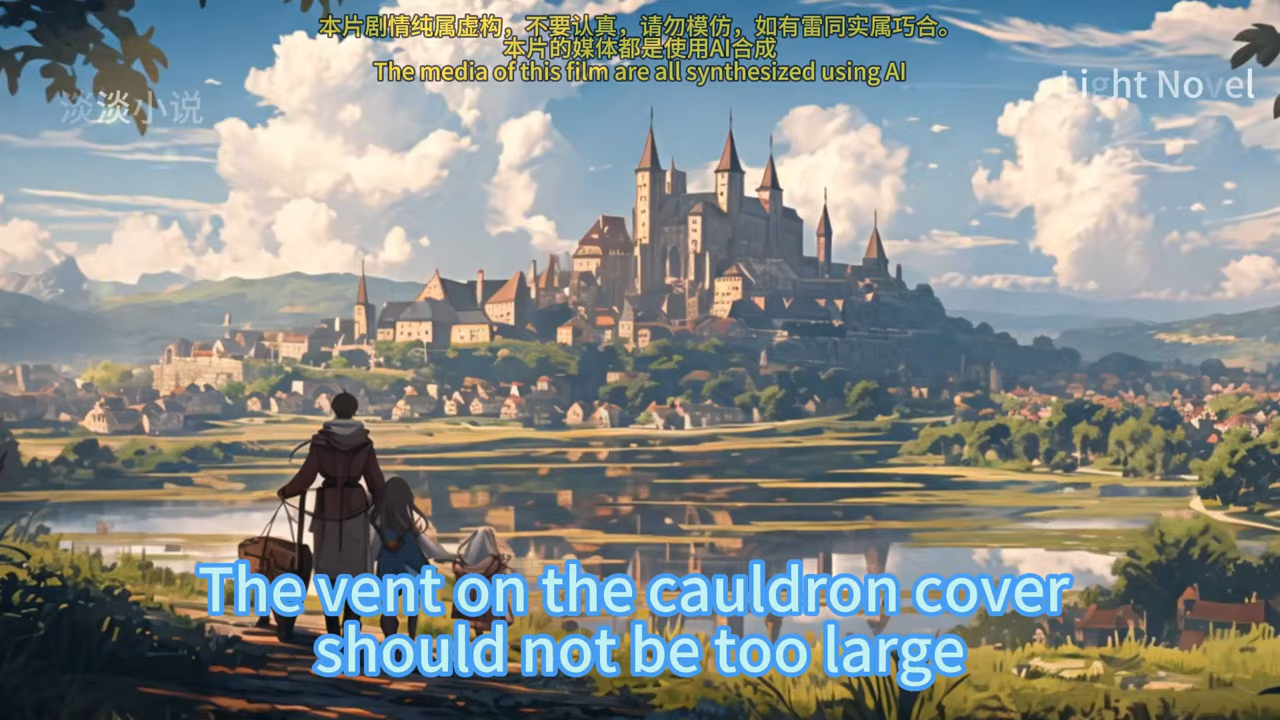 本片剧情纯属虚构，不要认真，请勿模仿，如有雷同实属巧合。
本片的媒体都是使用AI合成
The media of this film are all synthesized using AI
Light Novel
淡淡小说
The vent on the cauldron cover
should not be too large